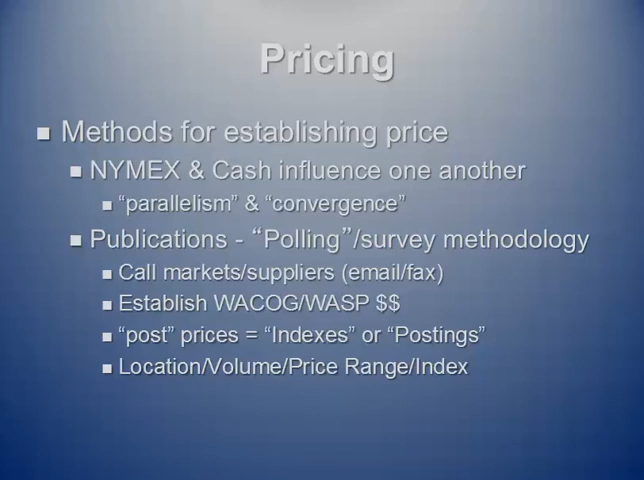 Pricing
Methods for establishing price
NYMEX & Cash influence one another
“parallelism” & “convergence”
Publications - “Polling”/survey methodology
Call markets/suppliers (email/fax)
Establish WACOG/WASP $$
“post” prices = “Indexes” or “Postings”
Location/Volume/Price Range/Index